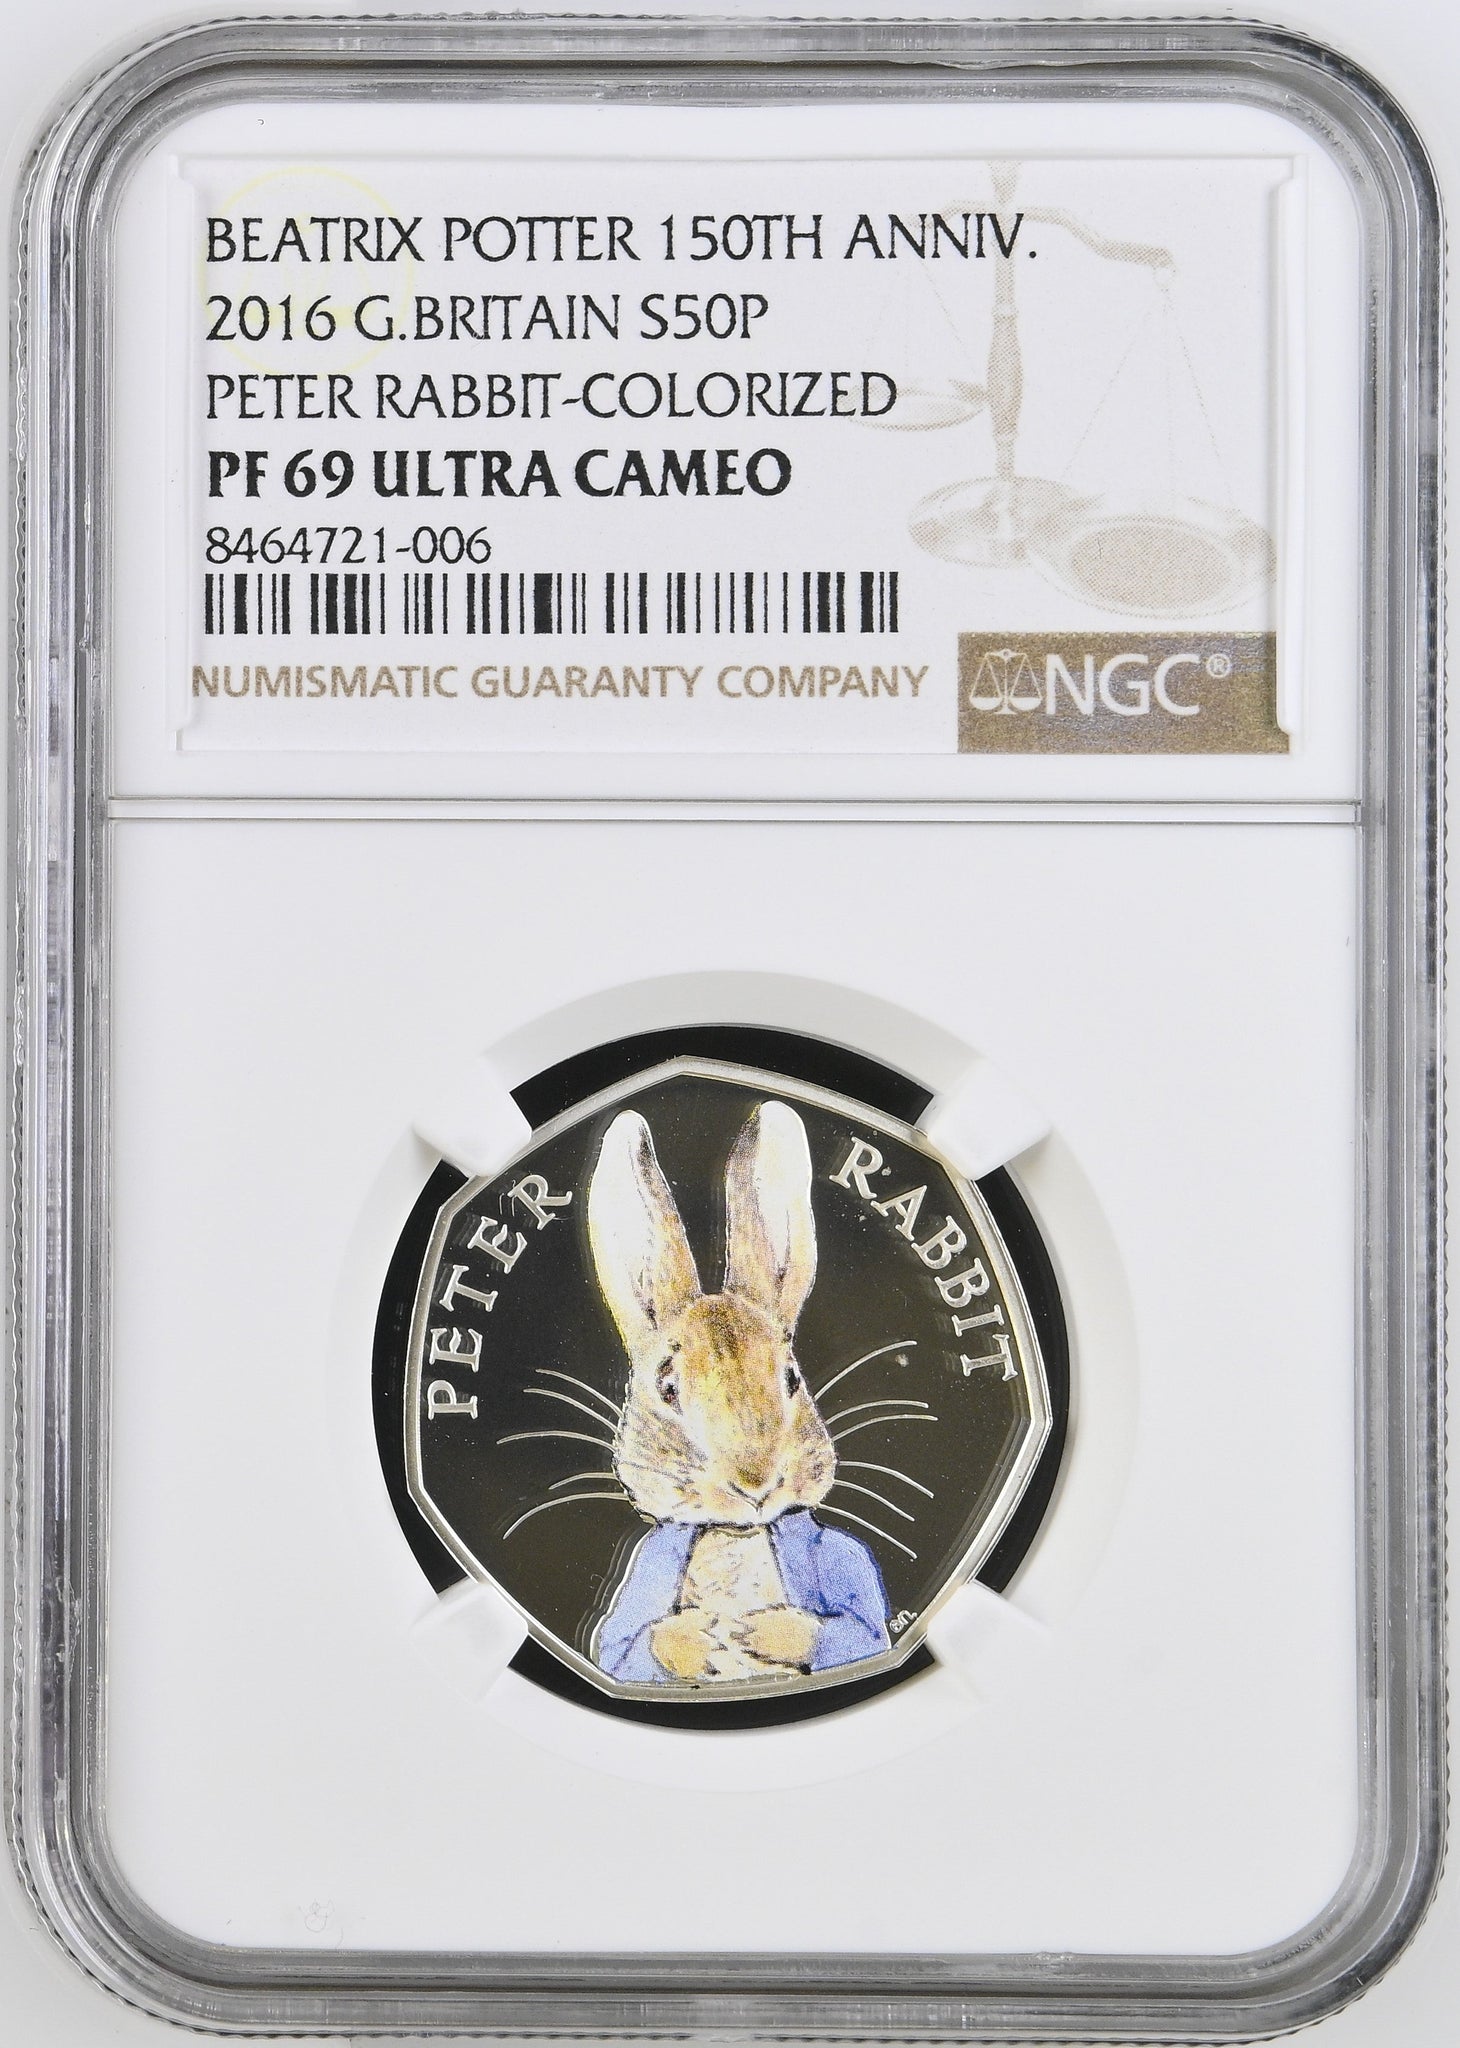 BEATRIX POTTER 150TH ANNIV.
2016 G.BRITAIN S50P
PETER RABBIT-COLORIZED
PF 69 ULTRA CAMEO
8464721-006
NUMISMATIC GUARANTY COMPANY
NGC®
PETER RABBIT